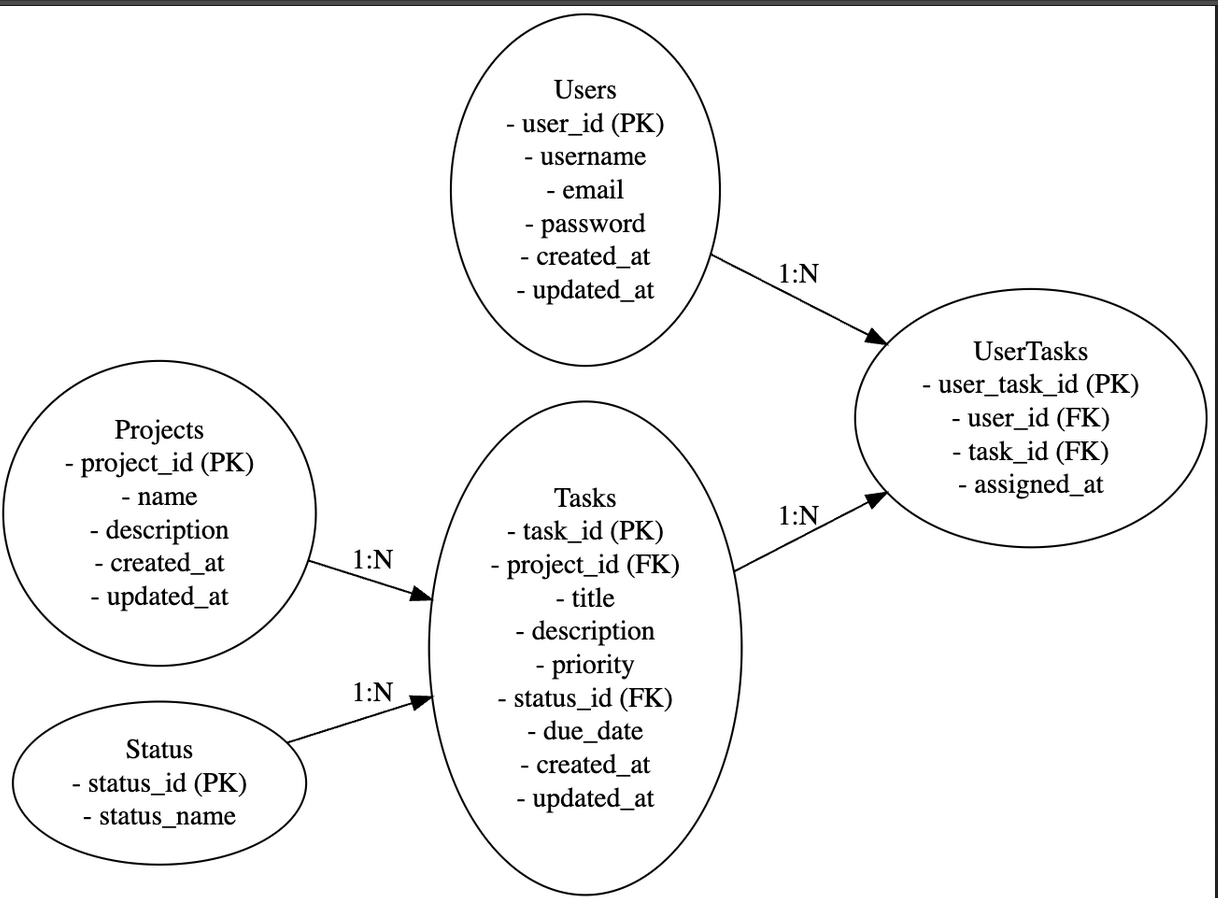 Users
- user_id (PK)
- username
- email
- password
- created_at
- updated_at
1:N
UserTasks
- user_task_id (PK)
- user_id (FK)
- task_id (FK)
- assigned_at
Projects
- project_id (PK)
- name
- description
- created_at
- updated_at
1:N
Tasks
- task_id (PK)
- project_id (FK)
- title
- description
- priority
- status_id (FK)
- due_date
- created_at
- updated_at
1:N
1:N
Status
- status_id (PK)
- status_name